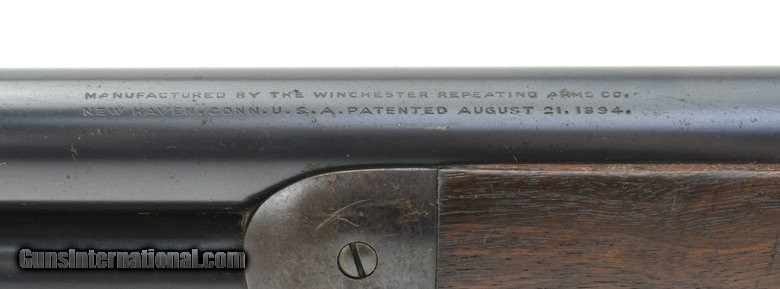 MANUFACTURED BY THE WINCHESTER REPEATING ARMS CO.
NEW HAVEN. CONN. U. S. A. PATENTED AUGUST 21. 1894.
GunsInternational.com